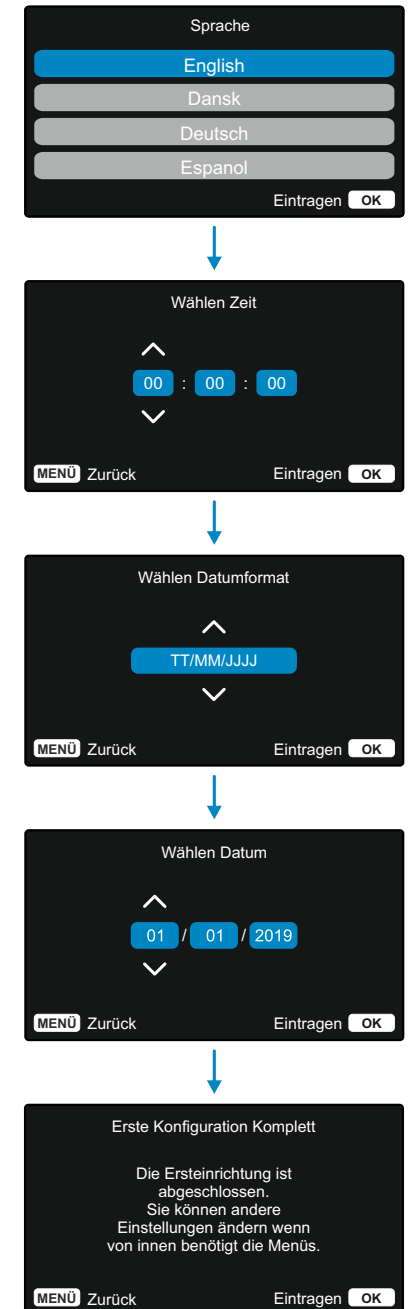 Sprache
English
Dansk
Deutsch
Espanol
Eintragen OK
Wählen Zeit
00 : 00 : 00
MENÜ Zurück Eintragen OK
Wählen Datumformat
TT/MM/JJJJ
MENÜ Zurück Eintragen OK
Wählen Datum
01 / 01 / 2019
MENÜ Zurück Eintragen OK
Erste Konfiguration Komplett
Die Ersteinrichtung ist
abgeschlossen.
Sie können andere
Einstellungen ändern wenn
von innen benötigt die Menüs.
MENÜ Zurück Eintragen OK